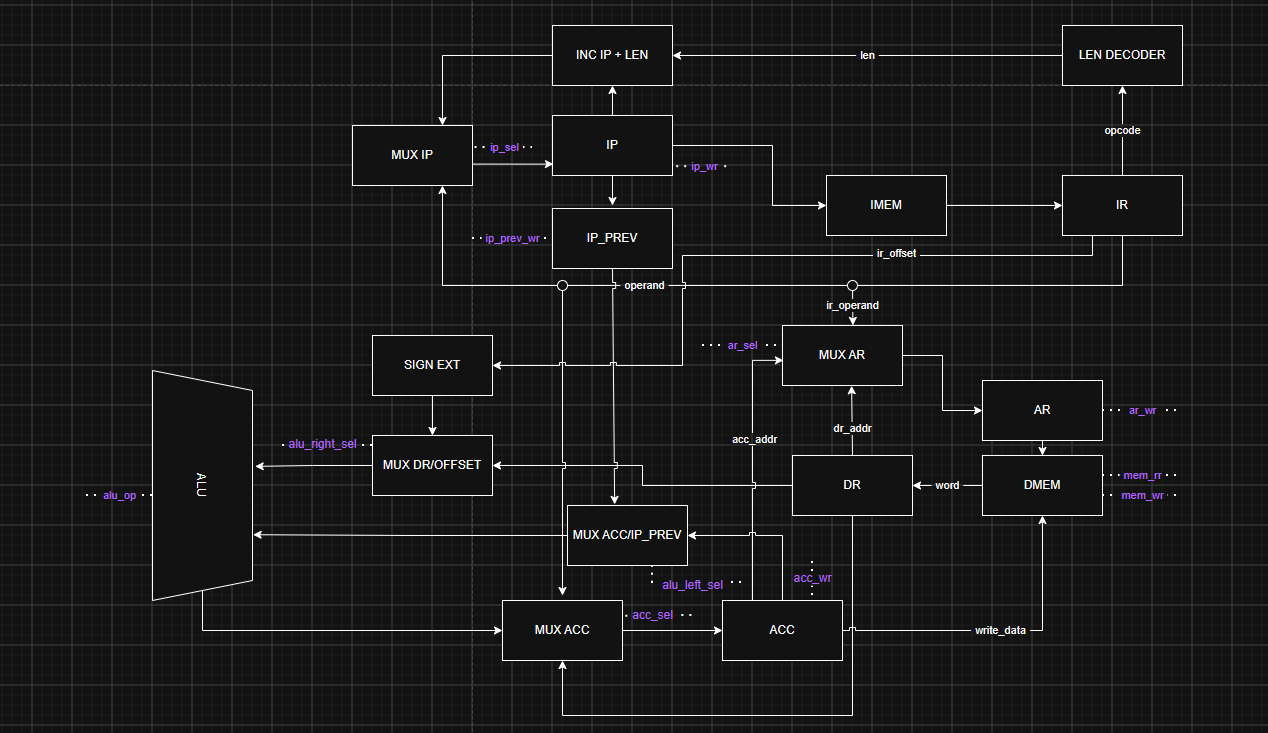 INC IP + LEN
len
LEN DECODER
opcode
MUX IP
ip_sel
IP
ip_wr
IMEM
IR
ip_prev_wr
IP_PREV
ir_offset
operand
ir_operand
SIGN EXT
ar_sel
MUX AR
AR
ar_wr
alu_right_sel
MUX DR/OFFSET
acc_addr
dr_addr
ALU
alu_op
DR
word
DMEM
mem_rr
mem_wr
MUX ACC/IP_PREV
alu_left_sel
acc_wr
MUX ACC
acc_sel
ACC
write_data